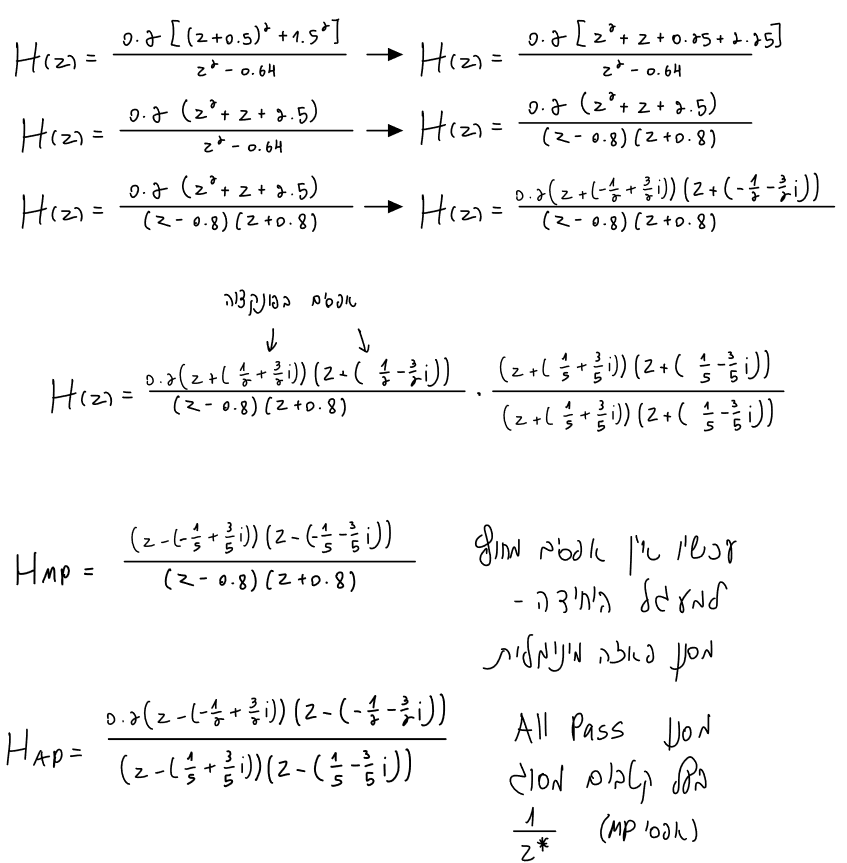 H(z) = 0.2 [(z+0.5)² + 1.5²] / z² - 0.64 → H(z) = 0.2 [z² + z + 0.25 + 2.25] / z² - 0.64
H(z) = 0.2 (z² + z + 2.5) / z² - 0.64 → H(z) = 0.2 (z² + z + 2.5) / (z - 0.8)(z + 0.8)
H(z) = 0.2 (z² + z + 2.5) / (z - 0.8)(z + 0.8) → H(z) = 0.2(z + (-1/2 + 3/2 i))(z + (-1/2 - 3/2 i)) / (z - 0.8)(z + 0.8)
אפסים בפונקציה
↓ ↓
H(z) = 0.2(z + (1/2 + 3/2 i))(z + (1/2 - 3/2 i)) / (z - 0.8)(z + 0.8) · (z + (1/5 + 3/5 i))(z + (1/5 - 3/5 i)) / (z + (1/5 + 3/5 i))(z + (1/5 - 3/5 i))
H MP = (z - (-1/5 + 3/5 i))(z - (-1/5 - 3/5 i)) / (z - 0.8)(z + 0.8)
עכשיו אין אפסים מחוץ
למעגל היחידה -
מסנן פאזה מינימלית
H AP = 0.2(z - (-1/2 + 3/2 i))(z - (-1/2 - 3/2 i)) / (z - (1/5 + 3/5 i))(z - (1/5 - 3/5 i))
מסנן All Pass
בעל קטבים מסוג
1 / z* (אפסי MP)